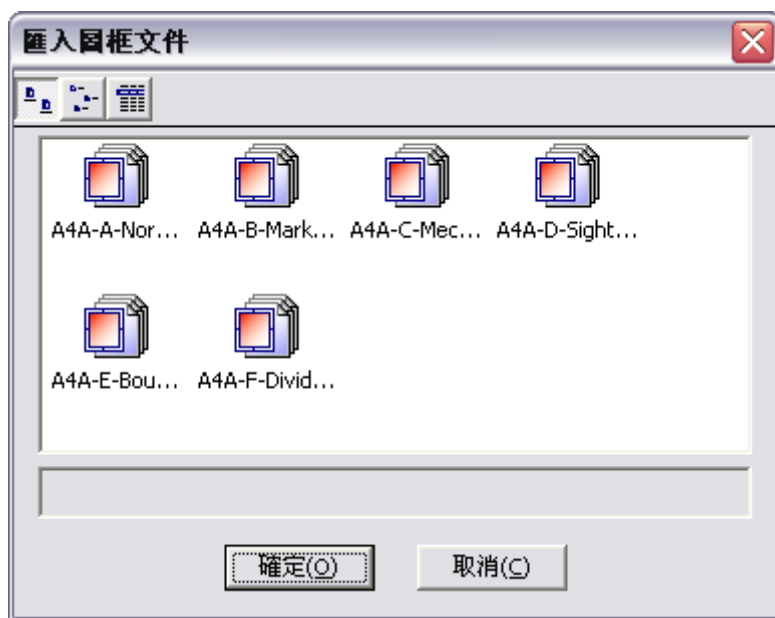 匯入圖框文件
A4A-A-Nor... A4A-B-Mark... A4A-C-Mec... A4A-D-Sight...
A4A-E-Bou... A4A-F-Divid...
確定(O) 取消(C)